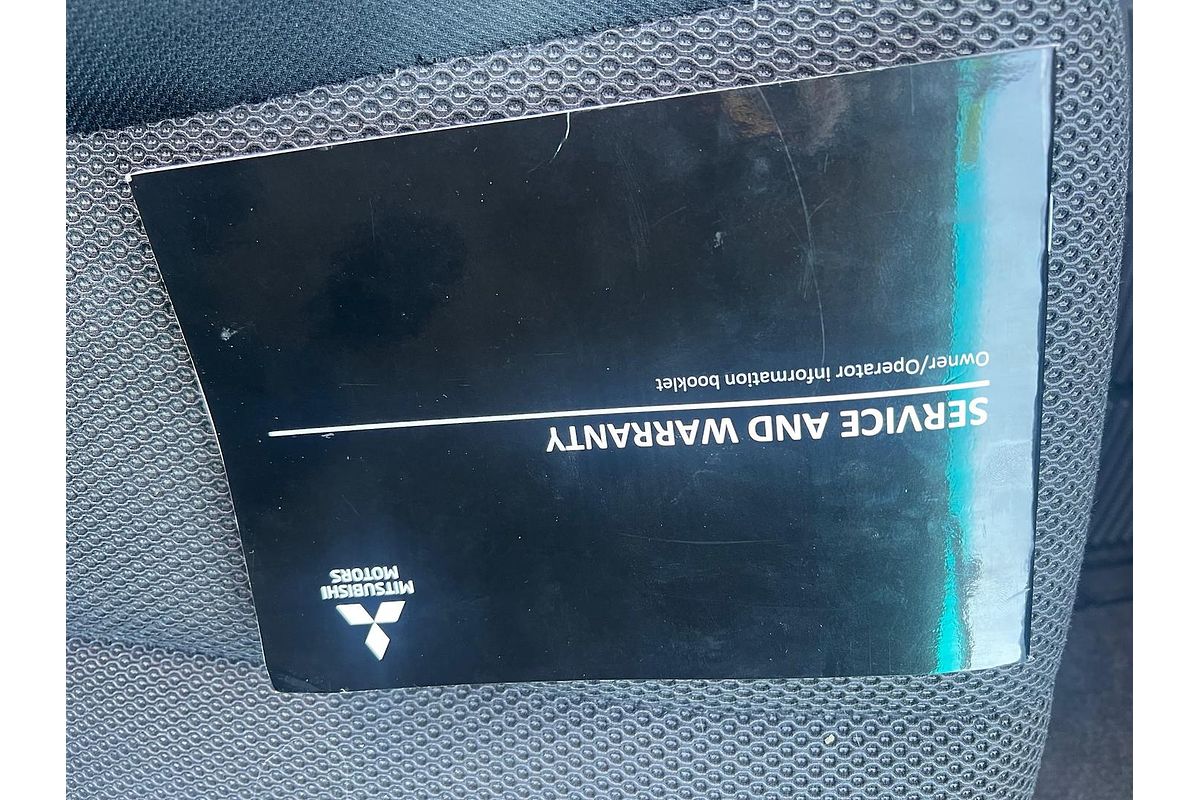 MITSUBISHI
MOTORS
SERVICE AND WARRANTY
Owner/Operator information booklet